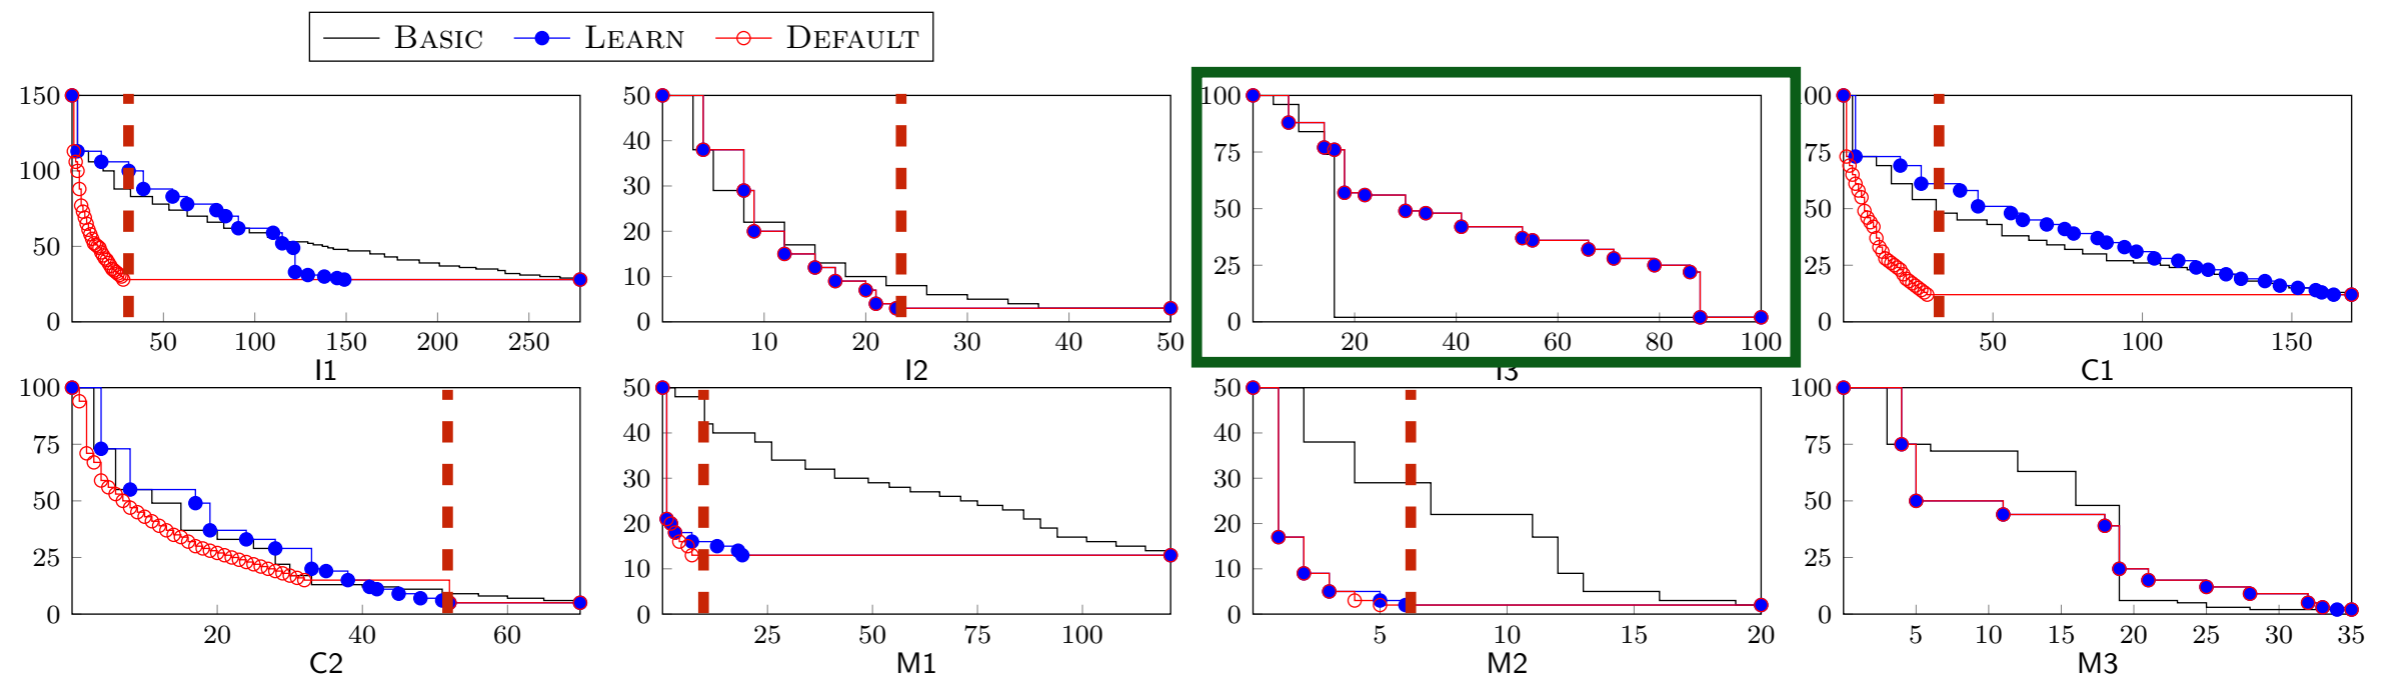 BASIC LEARN DEFAULT
150 100 50 0
50 100 150 200 250
I1
50 40 30 20 10 0
10 20 30 40 50
I2
100 75 50 25 0
20 40 60 80 100
I3
00 75 50 25 0
50 100 150
C1
100 75 50 25 0
20 40 60
C2
50 40 30 20 10 0
25 50 75 100
M1
50 40 30 20 10 0
5 10 15 20
M2
100 75 50 25 0
5 10 15 20 25 30 35
M3